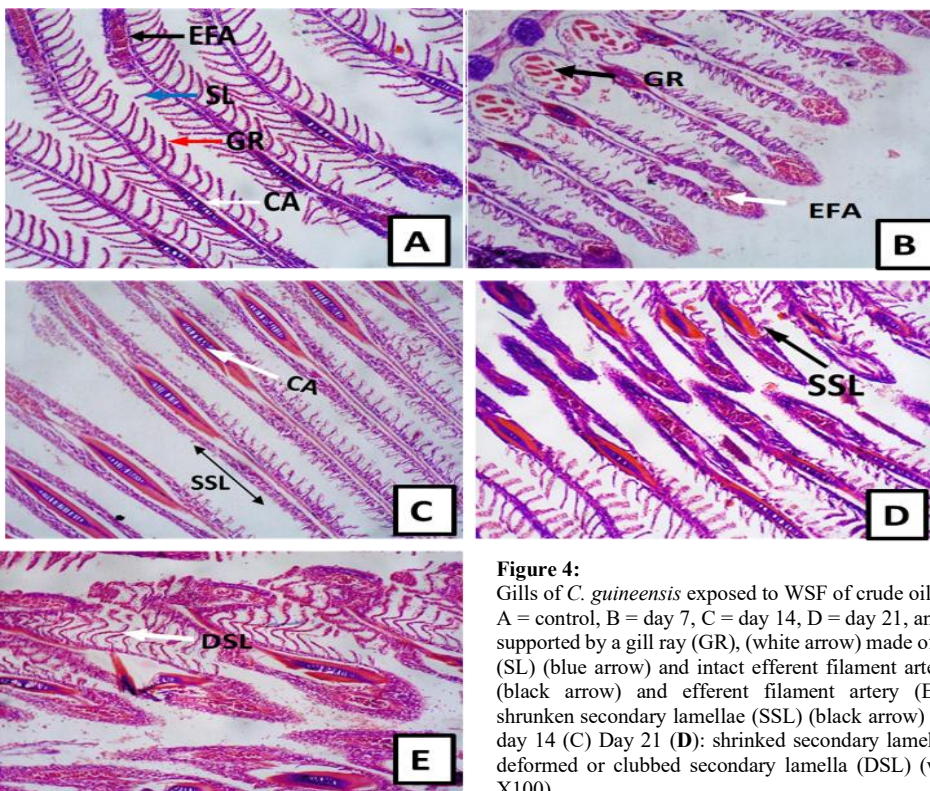 EFA
SL
GR
CA
A
GR
EFA
B
CA
SSL
C
SSL
D
DSL
E
Figure 4:
Gills of C. guineensis exposed to WSF of crude oil
A = control, B = day 7, C = day 14, D = day 21, an
supported by a gill ray (GR), (white arrow) made of
(SL) (blue arrow) and intact efferent filament arte
(black arrow) and efferent filament artery (E
shrunken secondary lamellae (SSL) (black arrow)
day 14 (C) Day 21 (D): shrinked secondary lamel
deformed or clubbed secondary lamella (DSL) (
X100)